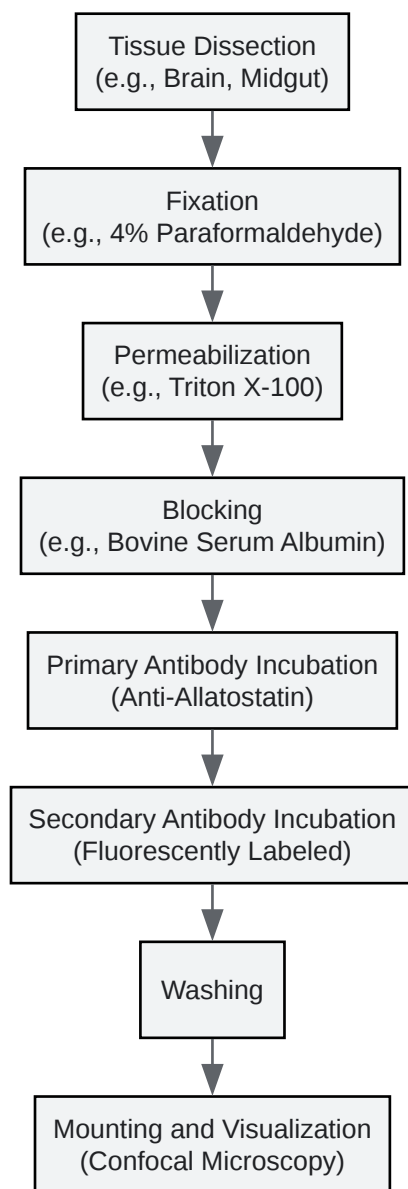 Tissue Dissection
(e.g., Brain, Midgut)
Fixation
(e.g., 4% Paraformaldehyde)
Permeabilization
(e.g., Triton X-100)
Blocking
(e.g., Bovine Serum Albumin)
Primary Antibody Incubation
(Anti-Allatostatin)
Secondary Antibody Incubation
(Fluorescently Labeled)
Washing
Mounting and Visualization
(Confocal Microscopy)